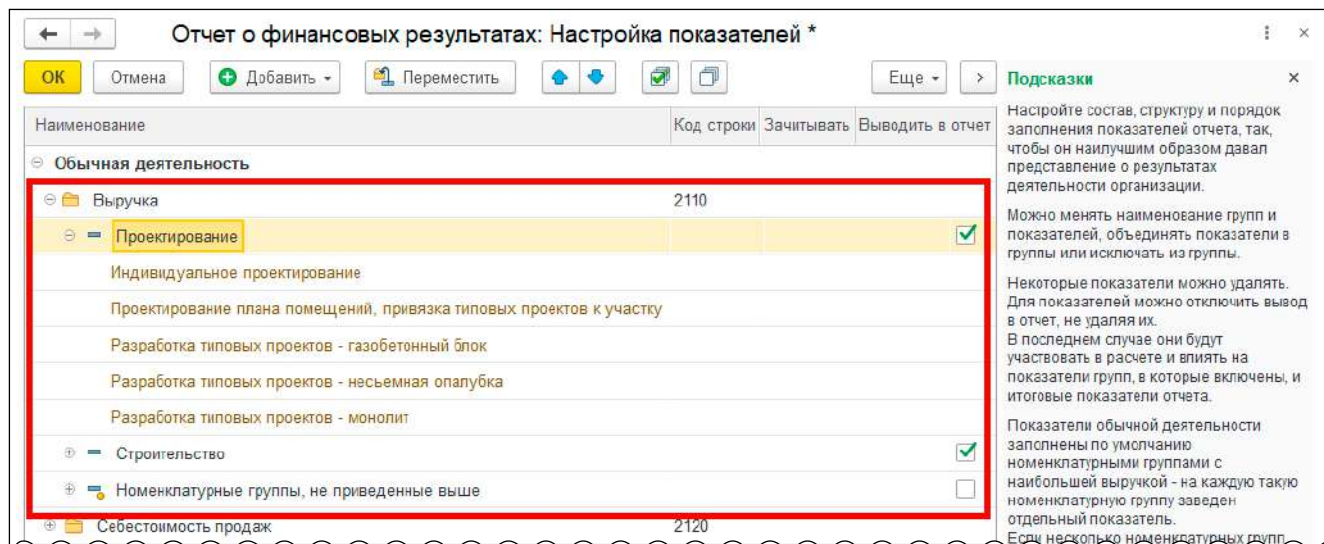 Отчет о финансовых результатах: Настройка показателей *
ОК Отмена Добавить Переместить Еще
Наименование Код строки Зачитывать Выводить в отчет
Обычная деятельность
Выручка 2110
Проектирование
Индивидуальное проектирование
Проектирование плана помещений, привязка типовых проектов к участку
Разработка типовых проектов - газобетонный блок
Разработка типовых проектов - несьемная опалубка
Разработка типовых проектов - монолит
Строительство
Номенклатурные группы, не приведенные выше
Себестоимость продаж 2120
Подсказки
Настройте состав, структуру и порядок
заполнения показателей отчета, так,
чтобы он наилучшим образом давал
представление о результатах
деятельности организации.
Можно менять наименование групп и
показателей, объединять показатели в
группы или исключать из группы.
Некоторые показатели можно удалять.
Для показателей можно отключить вывод
в отчет, не удаляя их.
В последнем случае они будут
участвовать в расчете и влиять на
показатели групп, в которые включены, и
итоговые показатели отчета.
Показатели обычной деятельности
заполнены по умолчанию
номенклатурными группами с
наибольшей выручкой - на каждую такую
номенклатурную группу заведен
отдельный показатель.
Если несколько номенклатурных групп